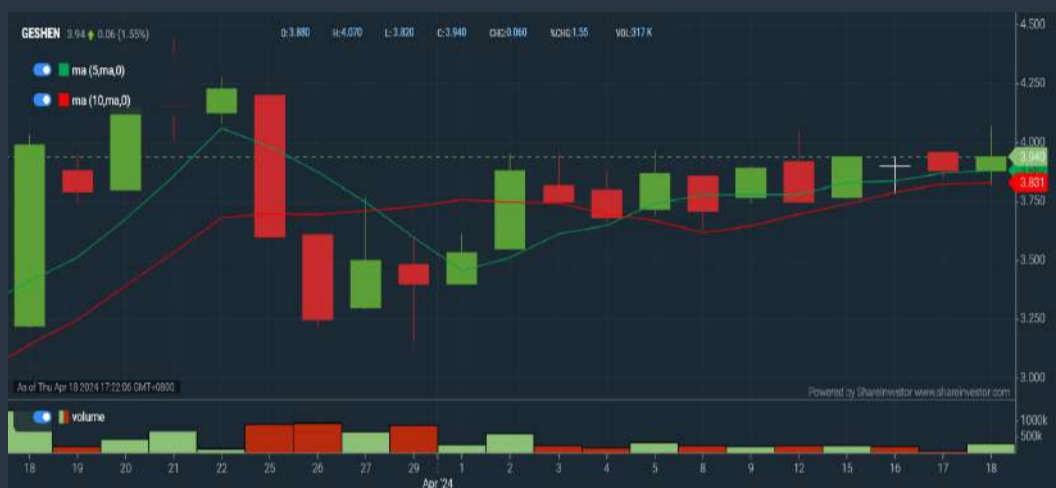 GESHEN 3.94 0.06 (1.55%) O:3.880 H:4.070 L: 3.820 C:3.940 CHG:0.060 %CHG:1.55 VOL:317 K
ma (5,ma,0)
ma (10,ma,0)
4.500
4.250
4.000
3.940
3.831
3.750
3.500
3.250
3.000
As of Thu Apr 18 2024 17:22:06 GMT+0800
Powered by ShareInvestor www.shareinvestor.com
volume
1000k
500k
18 19 20 21 22 25 26 27 29 1 2 3 4 5 8 9 12 15 16 17 18
Apr '24